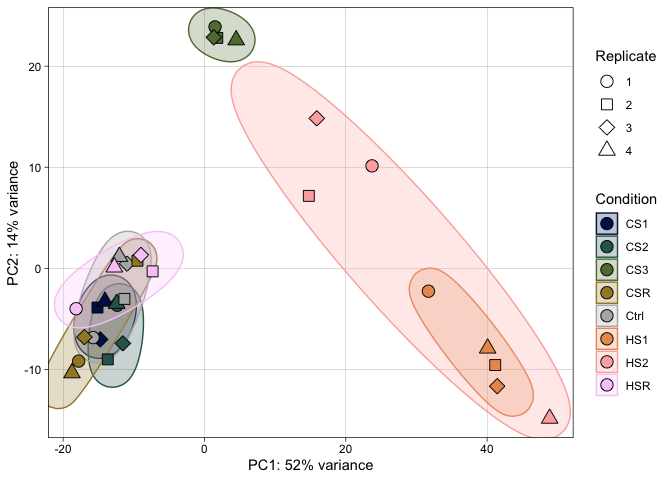 Replicate
1
2
3
4
Condition
CS1
CS2
CS3
CSR
Ctrl
HS1
HS2
HSR
20
10
0
-10
PC2: 14% variance
-20
0
20
40
PC1: 52% variance